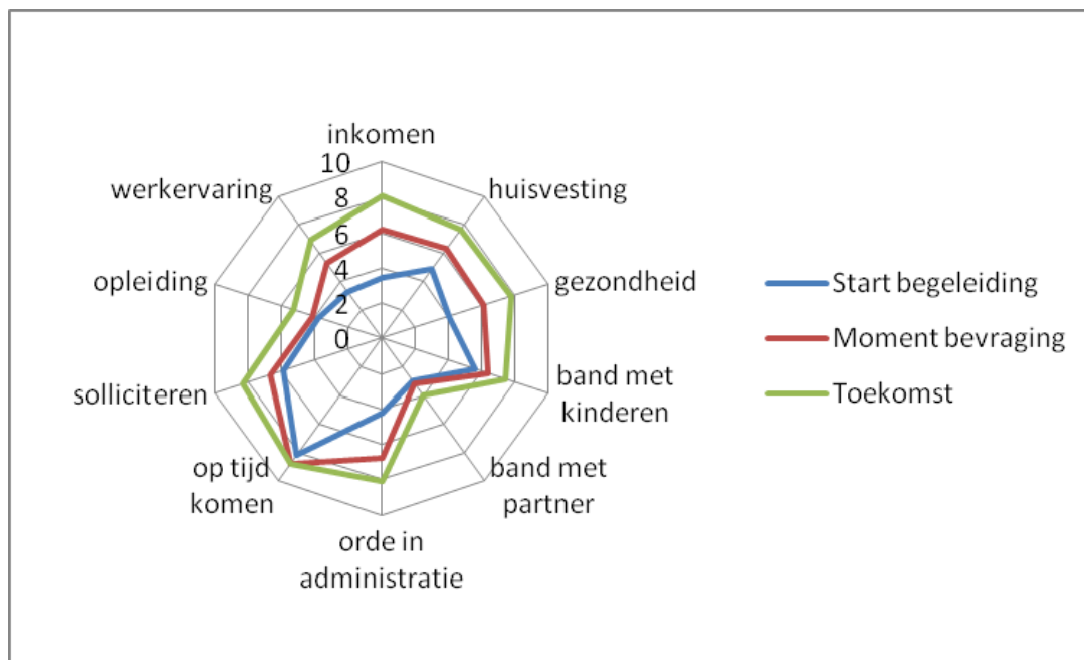 inkomen
10
8
6
4
2
0
huisvesting
gezondheid
band met
kinderen
band met
partner
orde in
administratie
op tijd
komen
solliciteren
opleiding
werkervaring
Start begeleiding
Moment bevraging
Toekomst